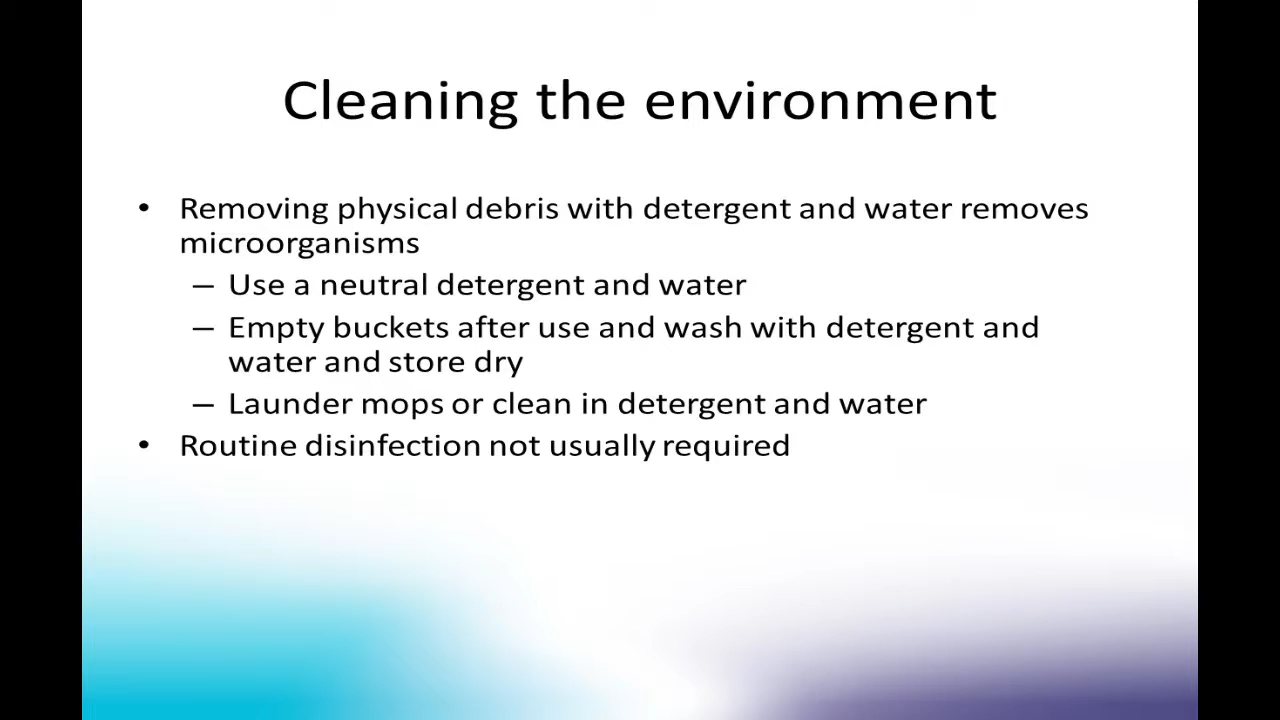 Cleaning the environment
• Removing physical debris with detergent and water removes
microorganisms
– Use a neutral detergent and water
– Empty buckets after use and wash with detergent and
water and store dry
– Launder mops or clean in detergent and water
• Routine disinfection not usually required